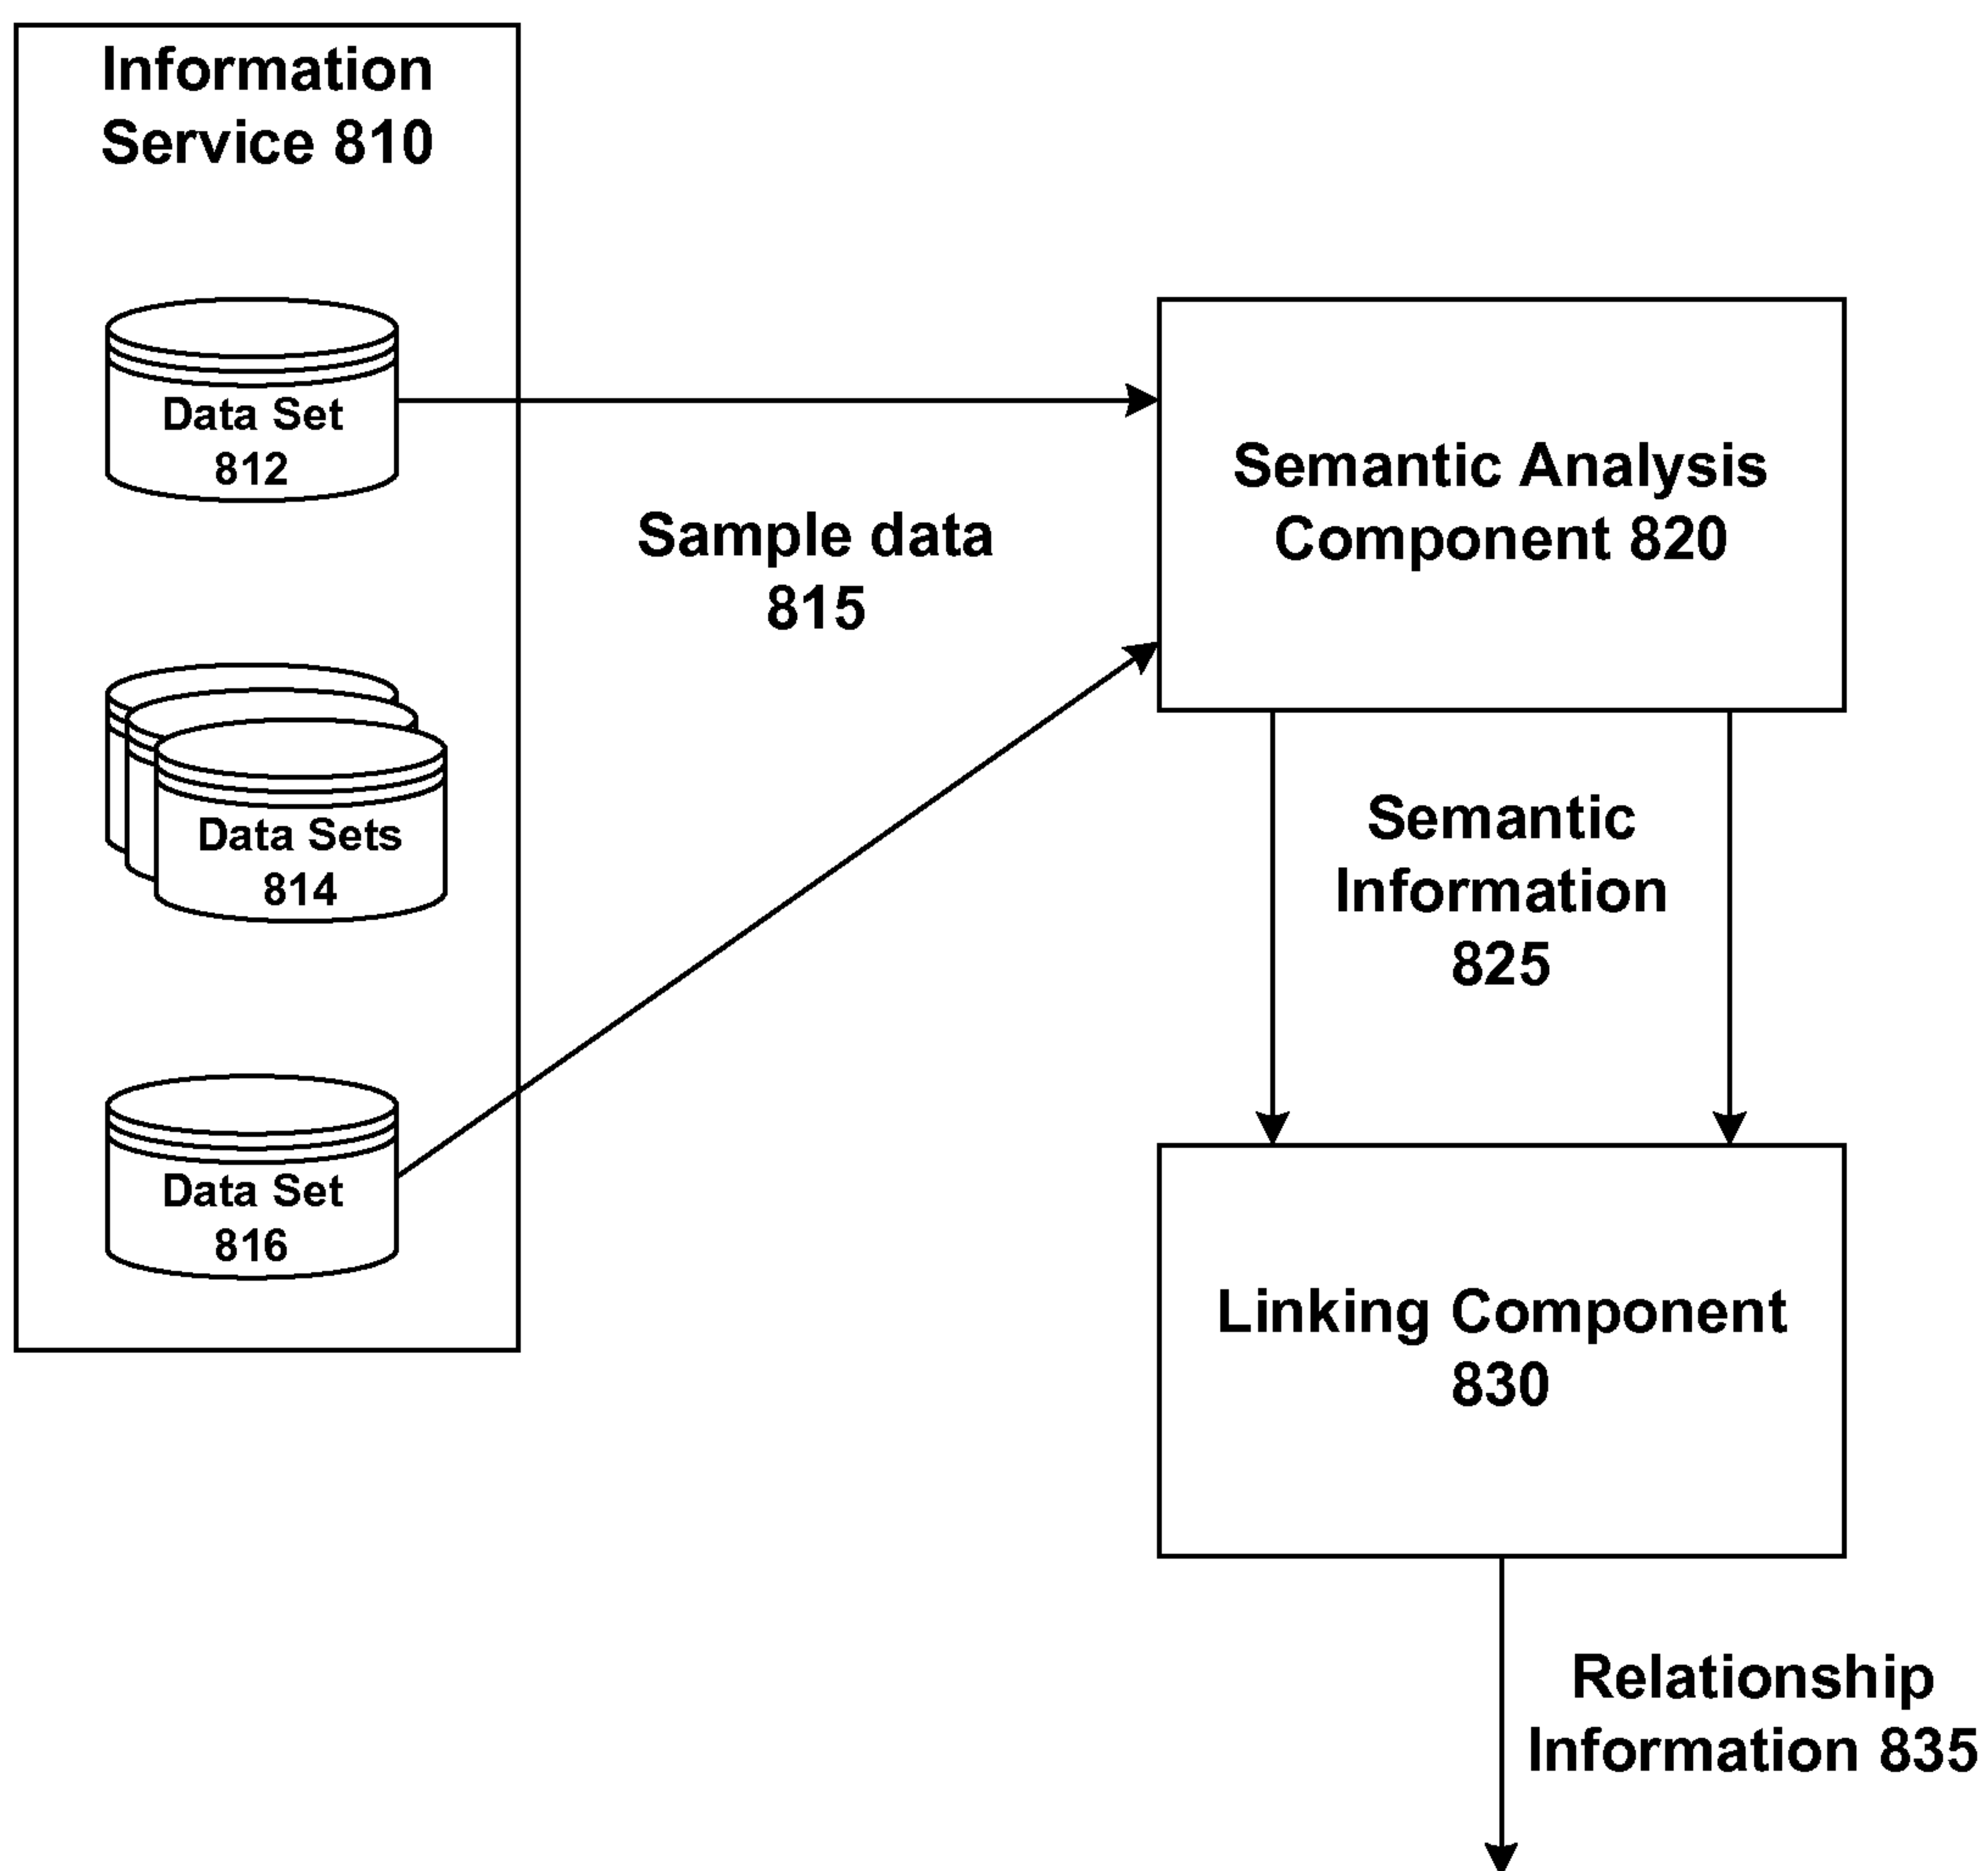 Information
Service 810
Data Set
812
Sample data
815
Semantic Analysis
Component 820
Data Sets
814
Semantic
Information
825
Data Set
816
Linking Component
830
Relationship
Information 835